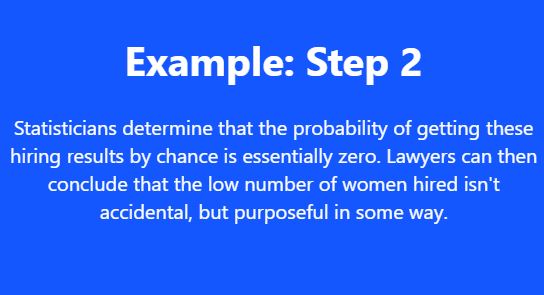 Example: Step 2
Statisticians determine that the probability of getting these
hiring results by chance is essentially zero. Lawyers can then
conclude that the low number of women hired isn't
accidental, but purposeful in some way.